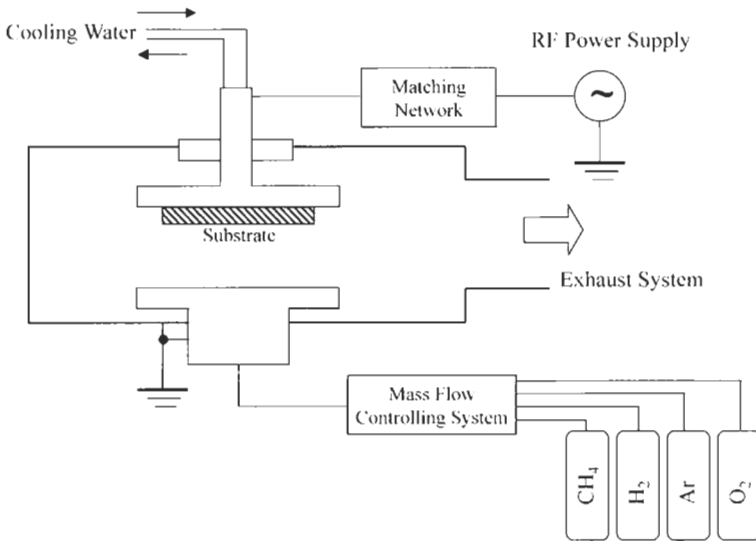 Cooling Water
RF Power Supply
Matching
Network
~
Substrate
Exhaust System
Mass Flow
Controlling System
CH₄
H₂
Ar
O₂